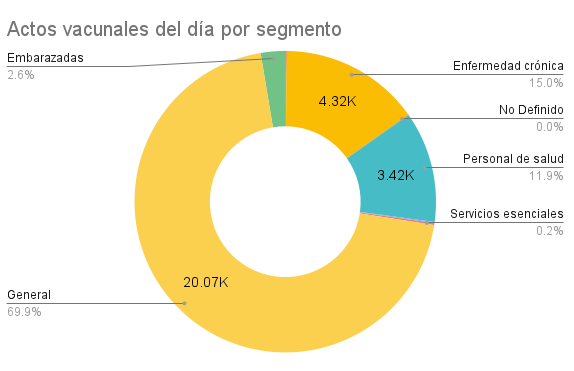 Actos vacunales del día por segmento
Embarazadas
2.6%
Enfermedad crónica
15.0%
4.32K
No Definido
0.0%
Personal de salud
11.9%
3.42K
Servicios esenciales
0.2%
20.07K
General
69.9%